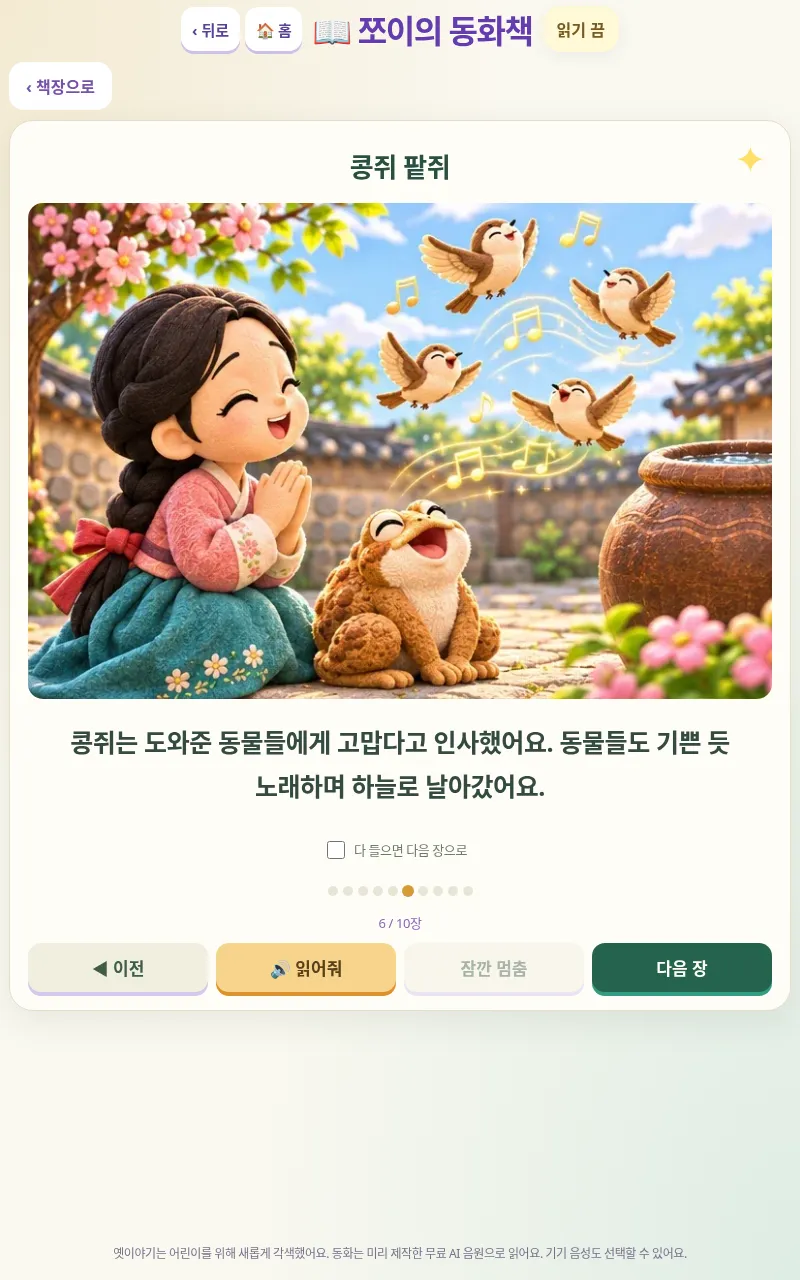 ‹ 뒤로
🏠 홈
📖 쪼이의 동화책
읽기 끝
‹ 책장으로
콩쥐 팥쥐
콩쥐는 도와준 동물들에게 고맙다고 인사했어요. 동물들도 기쁜 듯
노래하며 하늘로 날아갔어요.
다 들으면 다음 장으로
6 / 10장
◀ 이전
🔊 읽어줘
잠깐 멈춤
다음 장
옛이야기는 어린이를 위해 새롭게 각색했어요. 동화는 미리 제작한 무료 AI 음원으로 읽어요. 기기 음성도 선택할 수 있어요.